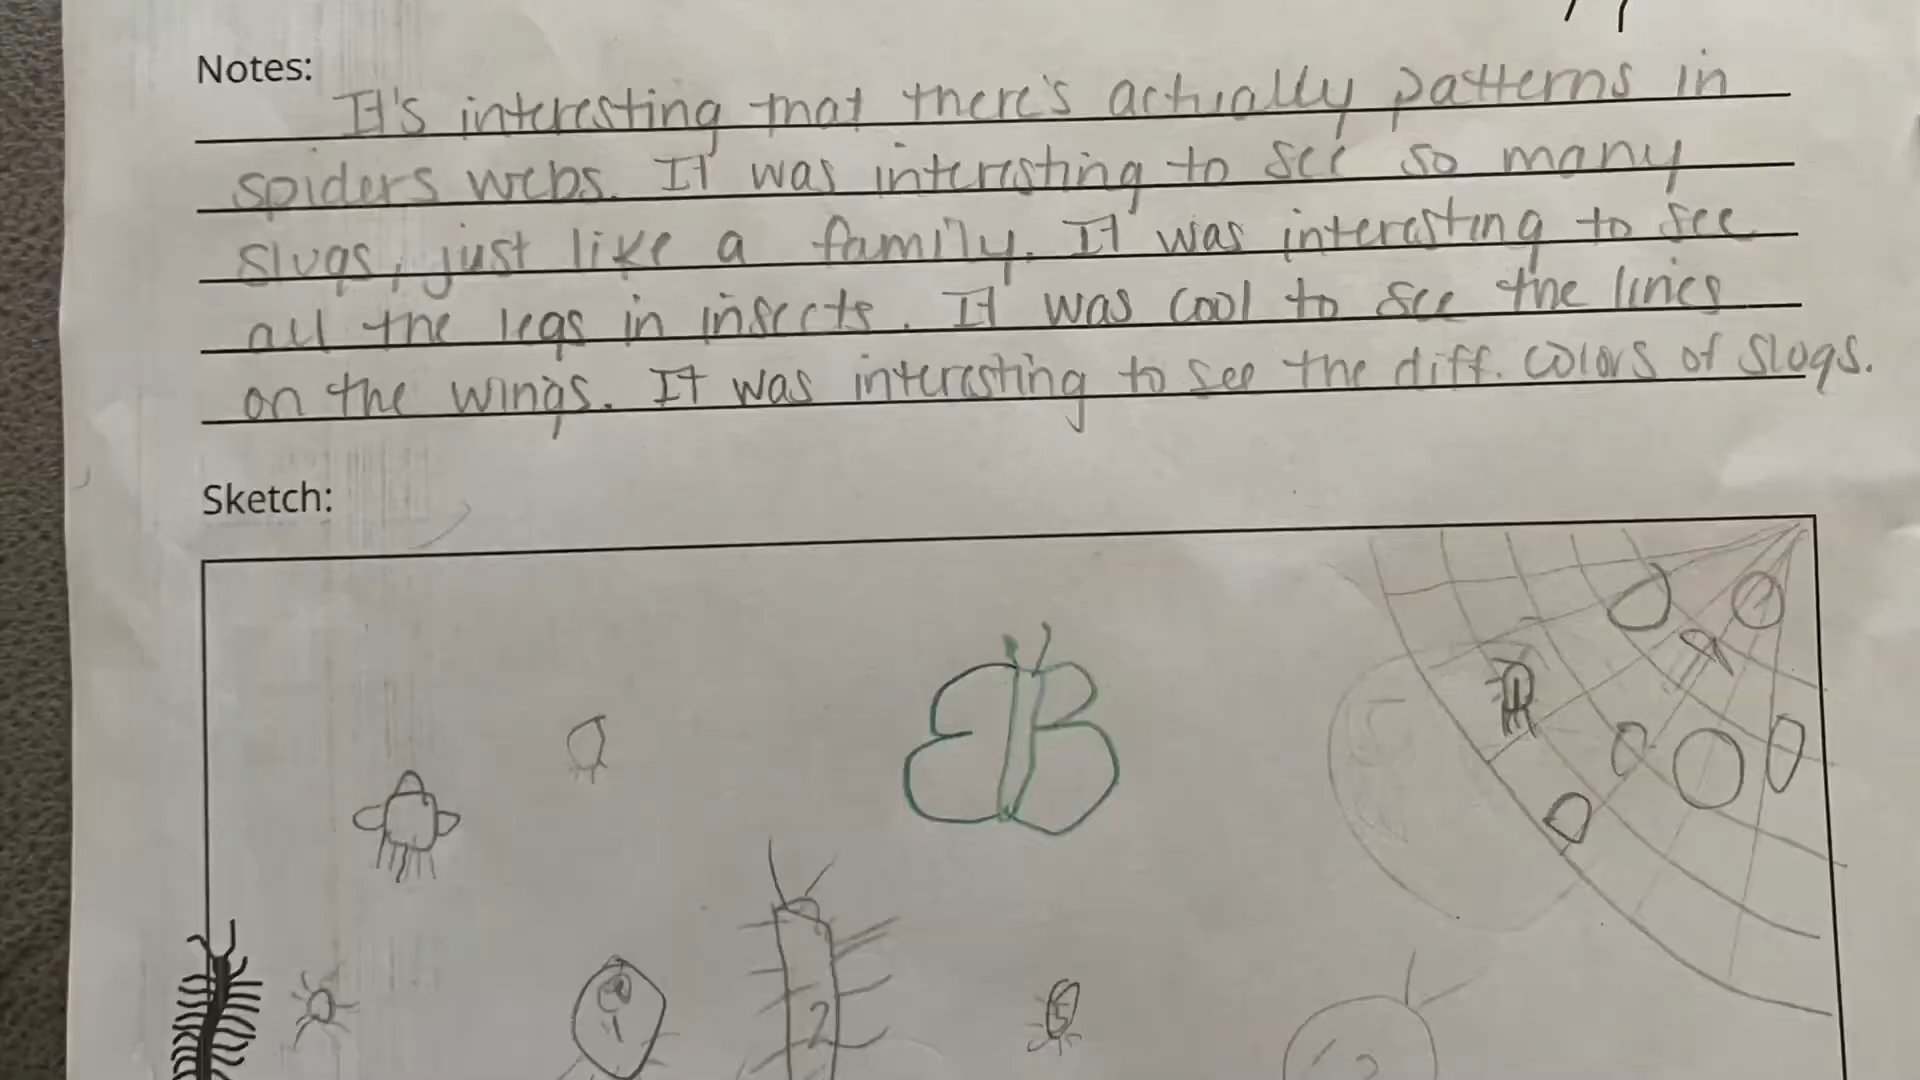 Notes:
It's interesting that there's actually patterns in
spiders webs. It was interesting to see so many
slugs, just like a family. It was interesting to see
all the legs in insects. It was cool to see the lines
on the wings. It was interesting to see the diff. colors of slugs.
Sketch:
2
5